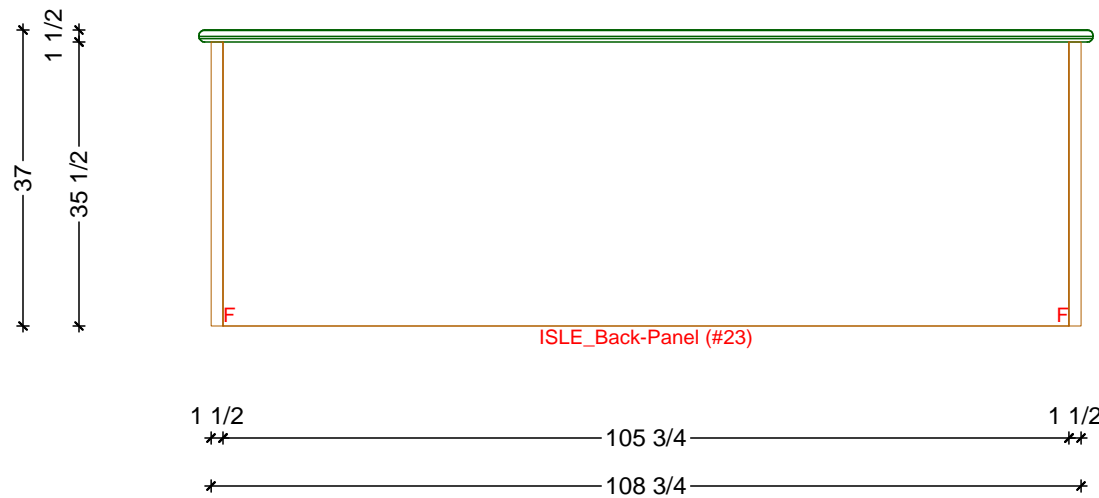 1 1/2
37
35 1/2
F
F
ISLE_Back-Panel (#23)
1 1/2
105 3/4
1 1/2
108 3/4